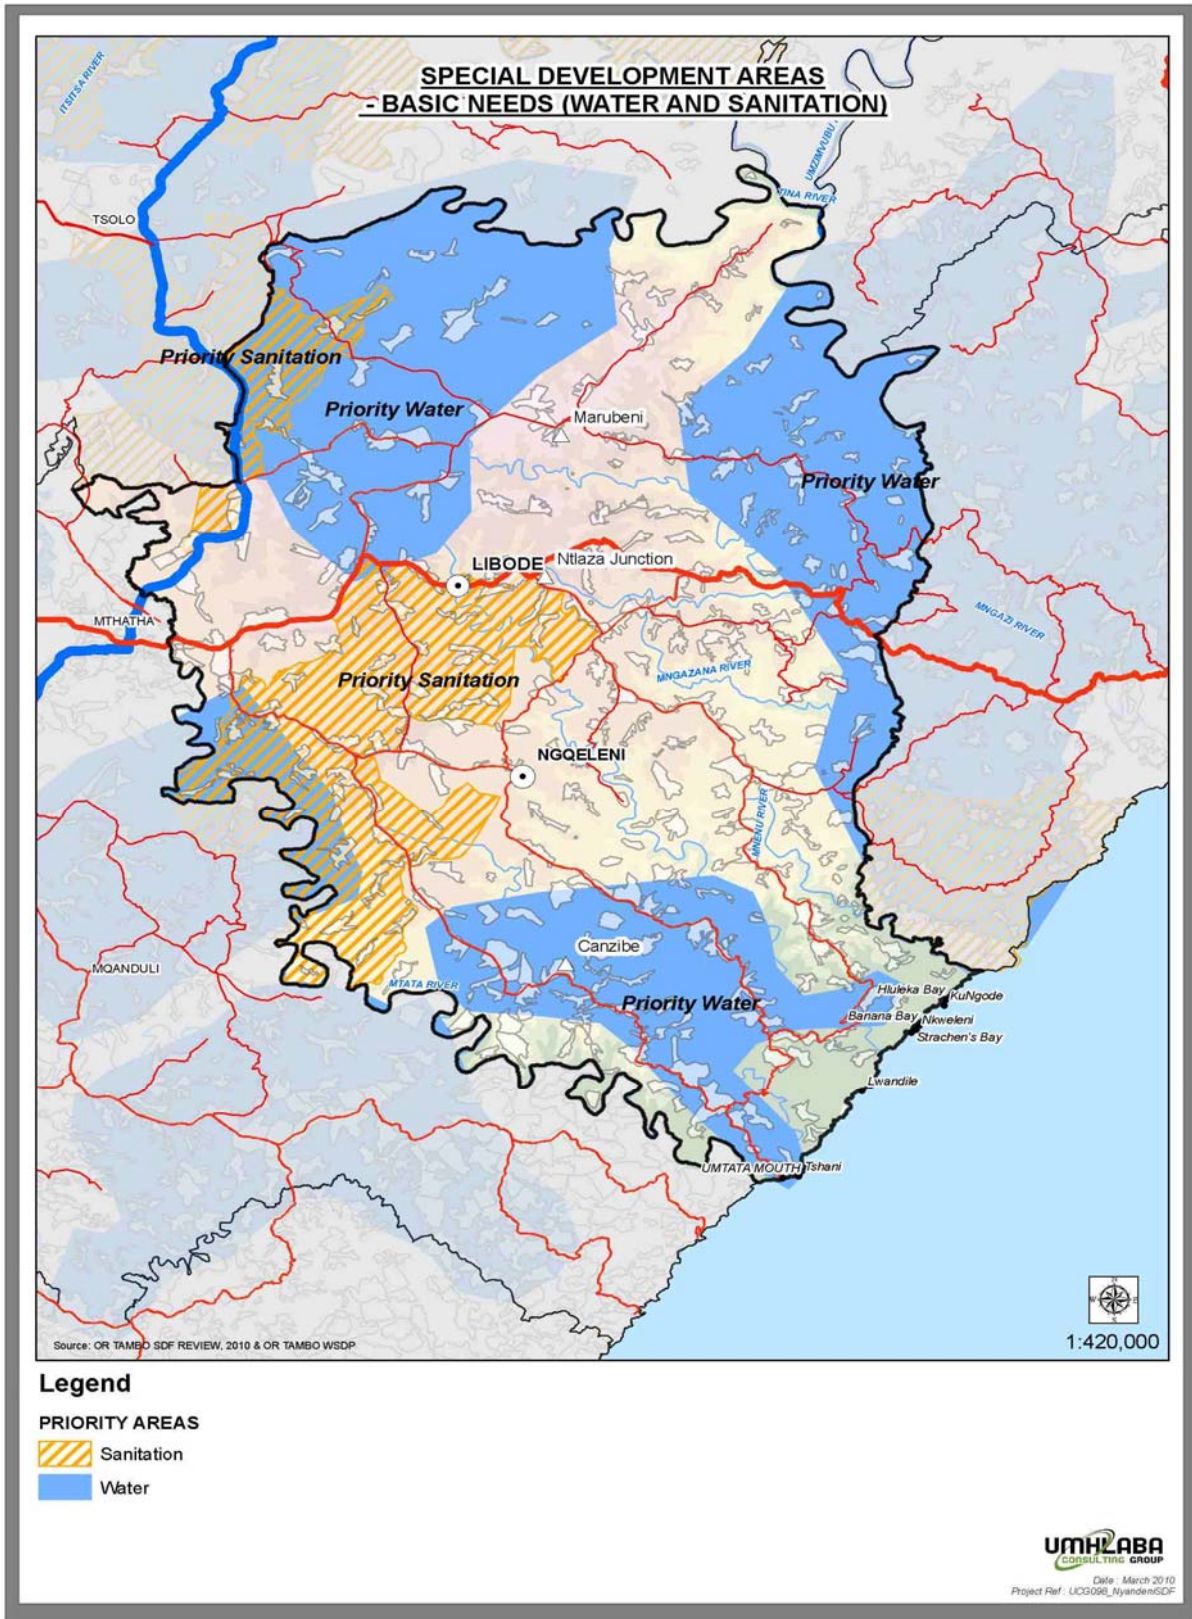 SPECIAL DEVELOPMENT AREAS
- BASIC NEEDS (WATER AND SANITATION)
ITSITSA RIVER
UMZIMVUBU
TINA RIVER
TSOLO
Priority Sanitation
Priority Water
Marubeni
Priority Water
LIBODE
Ntlaza Junction
MTHATHA
MNGAZI RIVER
Priority Sanitation
MNGAZANA RIVER
NGQELENI
MNENU RIVER
Canzibe
MQANDULI
MTATA RIVER
Priority Water
Hluleka Bay
KuNgode
Banana Bay
Nkweleni
Strachen's Bay
Lwandile
UMTATA MOUTH
Tshani
N
W
E
S
1:420,000
Source: OR TAMBO SDF REVIEW, 2010 & OR TAMBO WSDP
Legend
PRIORITY AREAS
Sanitation
Water
UMHLABA
CONSULTING GROUP
Date : March 2010
Project Ref : UCG098_NyandeniSDF